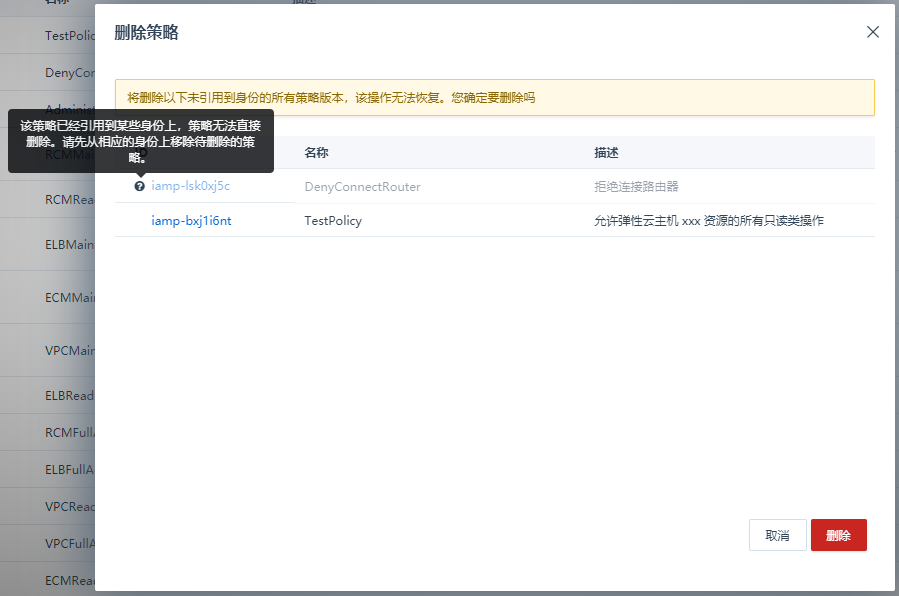 删除策略
将删除以下未引用到身份的所有策略版本，该操作无法恢复。您确定要删除吗
该策略已经引用到某些身份上，策略无法直接
删除。请先从相应的身份上移除待删除的策
略。
名称
描述
iamp-lsk0xj5c
DenyConnectRouter
拒绝连接路由器
iamp-bxj1i6nt
TestPolicy
允许弹性云主机 xxx 资源的所有只读类操作
取消
删除
TestPolic
DenyCor
Administ
RCMMai
RCMRea
ELBMain
ECMMai
VPCMain
ELBRead
RCMFull
ELBFullA
VPCRead
VPCFullA
ECMRea